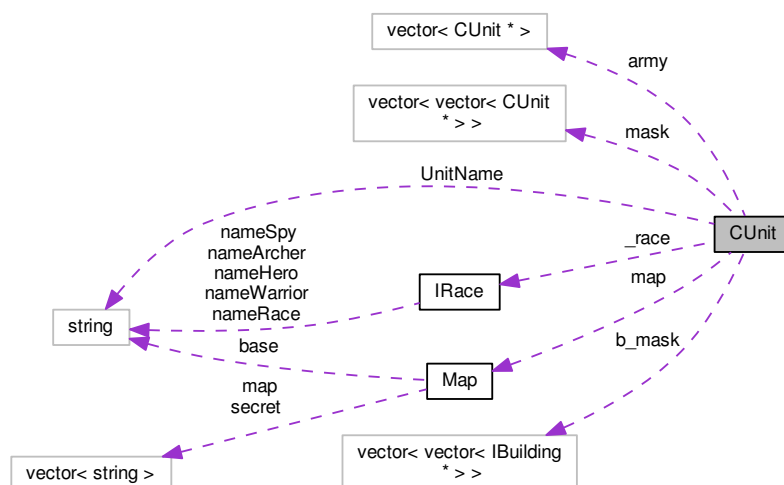 vector< CUnit * >
army
vector< vector< CUnit
* > >
mask
UnitName
CUnit
nameSpy
nameArcher
nameHero
nameWarrior
nameRace
_race
IRace
map
string
base
b_mask
Map
map
secret
vector< string >
vector< vector< IBuilding
* > >